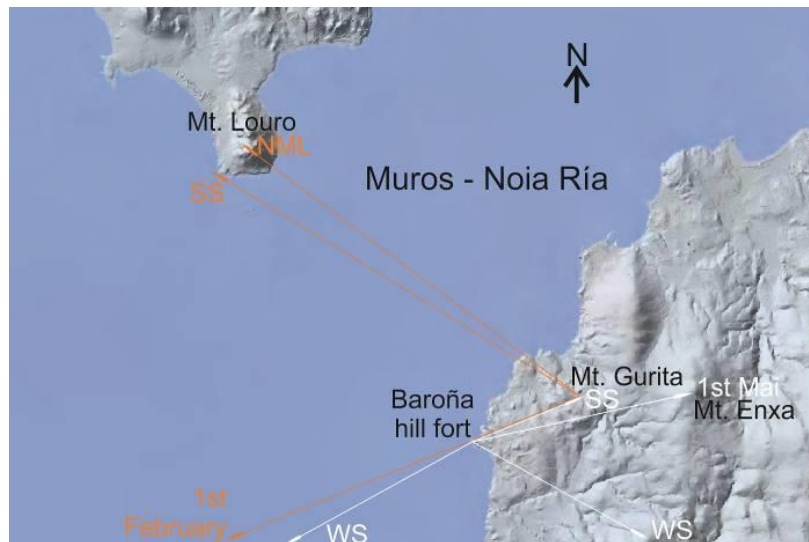 N
Mt. Louro
NML
SS
Muros - Noia Ría
Mt. Gurita
1st Mai
SS
Mt. Enxa
Baroña
hill fort
1st
February
WS
WS